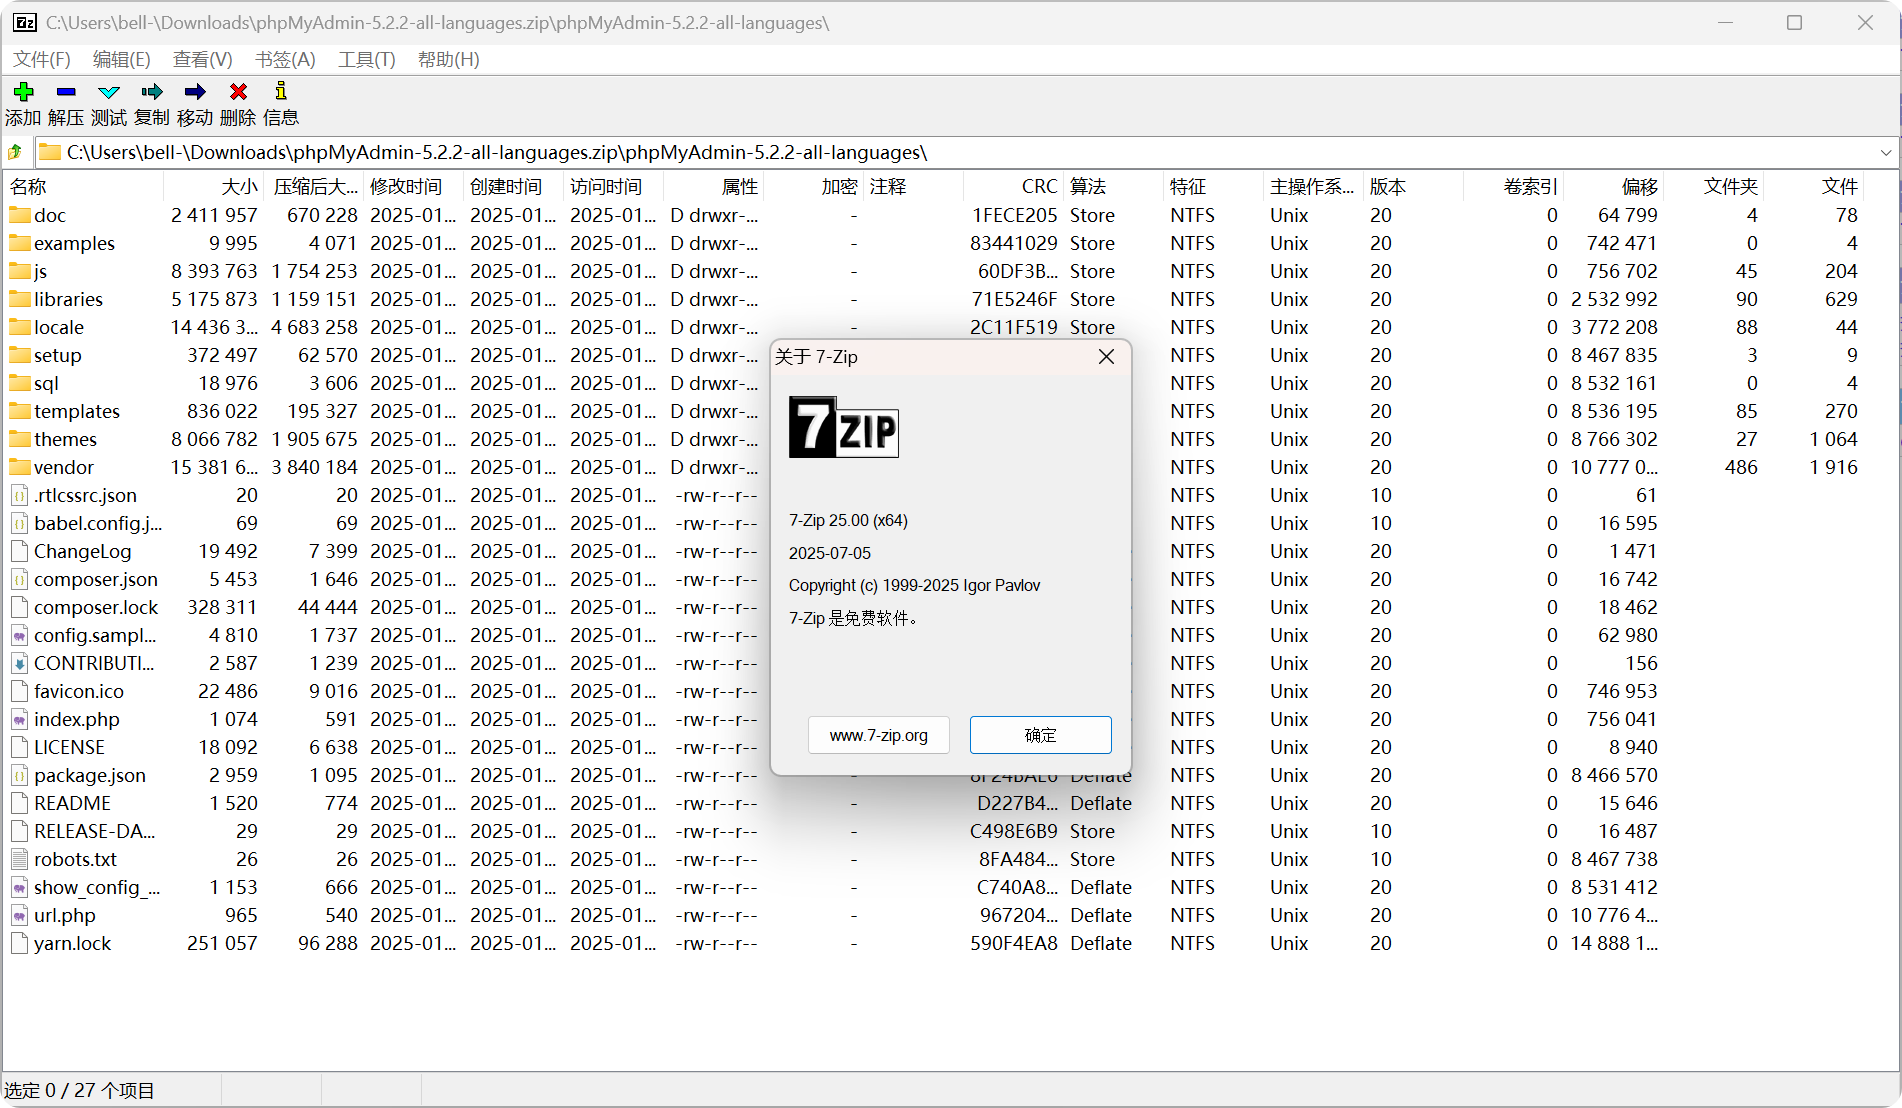 C:\Users\bell-\Downloads\phpMyAdmin-5.2.2-all-languages.zip\phpMyAdmin-5.2.2-all-languages\
文件(F) 编辑(E) 查看(V) 书签(A) 工具(T) 帮助(H)
添加 解压 测试 复制 移动 删除 信息
C:\Users\bell-\Downloads\phpMyAdmin-5.2.2-all-languages.zip\phpMyAdmin-5.2.2-all-languages\
名称 大小 压缩后大... 修改时间 创建时间 访问时间 属性 加密 注释 CRC 算法 特征 主操作系... 版本 卷索引 偏移 文件夹 文件
doc 2 411 957 670 228 2025-01... 2025-01... 2025-01... D drwxr-... - 1FECE205 Store NTFS Unix 20 0 64 799 4 78
examples 9 995 4 071 2025-01... 2025-01... 2025-01... D drwxr-... - 83441029 Store NTFS Unix 20 0 742 471 0 4
js 8 393 763 1 754 253 2025-01... 2025-01... 2025-01... D drwxr-... - 60DF3B... Store NTFS Unix 20 0 756 702 45 204
libraries 5 175 873 1 159 151 2025-01... 2025-01... 2025-01... D drwxr-... - 71E5246F Store NTFS Unix 20 0 2 532 992 90 629
locale 14 436 3... 4 683 258 2025-01... 2025-01... 2025-01... D drwxr-... - 2C11F519 Store NTFS Unix 20 0 3 772 208 88 44
setup 372 497 62 570 2025-01... 2025-01... 2025-01... D drwxr-... NTFS Unix 20 0 8 467 835 3 9
sql 18 976 3 606 2025-01... 2025-01... 2025-01... D drwxr-... NTFS Unix 20 0 8 532 161 0 4
templates 836 022 195 327 2025-01... 2025-01... 2025-01... D drwxr-... NTFS Unix 20 0 8 536 195 85 270
themes 8 066 782 1 905 675 2025-01... 2025-01... 2025-01... D drwxr-... NTFS Unix 20 0 8 766 302 27 1 064
vendor 15 381 6... 3 840 184 2025-01... 2025-01... 2025-01... D drwxr-... NTFS Unix 20 0 10 777 0... 486 1 916
.rtlcssrc.json 20 20 2025-01... 2025-01... 2025-01... -rw-r--r-- NTFS Unix 10 0 61
babel.config.j... 69 69 2025-01... 2025-01... 2025-01... -rw-r--r-- NTFS Unix 10 0 16 595
ChangeLog 19 492 7 399 2025-01... 2025-01... 2025-01... -rw-r--r-- NTFS Unix 20 0 1 471
composer.json 5 453 1 646 2025-01... 2025-01... 2025-01... -rw-r--r-- NTFS Unix 20 0 16 742
composer.lock 328 311 44 444 2025-01... 2025-01... 2025-01... -rw-r--r-- NTFS Unix 20 0 18 462
config.sampl... 4 810 1 737 2025-01... 2025-01... 2025-01... -rw-r--r-- NTFS Unix 20 0 62 980
CONTRIBUTI... 2 587 1 239 2025-01... 2025-01... 2025-01... -rw-r--r-- NTFS Unix 20 0 156
favicon.ico 22 486 9 016 2025-01... 2025-01... 2025-01... -rw-r--r-- NTFS Unix 20 0 746 953
index.php 1 074 591 2025-01... 2025-01... 2025-01... -rw-r--r-- NTFS Unix 20 0 756 041
LICENSE 18 092 6 638 2025-01... 2025-01... 2025-01... -rw-r--r-- NTFS Unix 20 0 8 940
package.json 2 959 1 095 2025-01... 2025-01... 2025-01... -rw-r--r-- - 8F24BAE6 Deflate NTFS Unix 20 0 8 466 570
README 1 520 774 2025-01... 2025-01... 2025-01... -rw-r--r-- - D227B4... Deflate NTFS Unix 20 0 15 646
RELEASE-DA... 29 29 2025-01... 2025-01... 2025-01... -rw-r--r-- - C498E6B9 Store NTFS Unix 10 0 16 487
robots.txt 26 26 2025-01... 2025-01... 2025-01... -rw-r--r-- - 8FA484... Store NTFS Unix 10 0 8 467 738
show_config_... 1 153 666 2025-01... 2025-01... 2025-01... -rw-r--r-- - C740A8... Deflate NTFS Unix 20 0 8 531 412
url.php 965 540 2025-01... 2025-01... 2025-01... -rw-r--r-- - 967204... Deflate NTFS Unix 20 0 10 776 4...
yarn.lock 251 057 96 288 2025-01... 2025-01... 2025-01... -rw-r--r-- - 590F4EA8 Deflate NTFS Unix 20 0 14 888 1...
关于 7-Zip
7 ZIP
7-Zip 25.00 (x64)
2025-07-05
Copyright (c) 1999-2025 Igor Pavlov
7-Zip 是免费软件。
www.7-zip.org 确定
选定 0 / 27 个项目